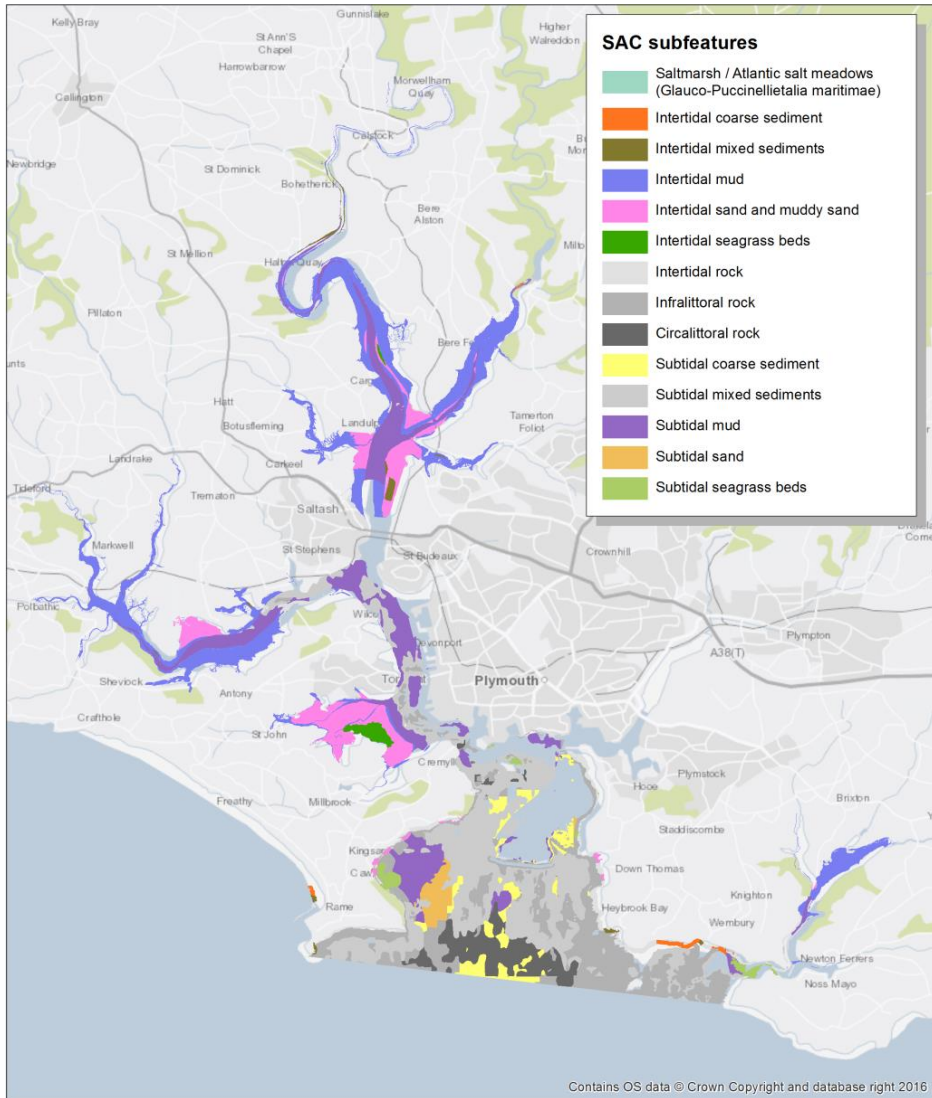 Gunnislake
Kelly Bray
Higher
Walreddon
St Ann'S
Chapel
Harrowbarrow
Morwellham
Quay
Callington
Calstock
Newbridge
St Dominick
Bohetherick
Bere
Alston
St Mellion
Halton Quay
Pillaton
Bere Fe
Carg
Hatt
Botusfleming
Landulp
Tamerton
Foliot
Landrake
Carkeel
Tideford
Trematon
Saltash
Markwell
St Stephens
St Budeaux
Crownhill
Polbathic
Wilcov
Devonport
Plympton
A38(T)
Sheviock
Antony
Torpoint
Plymouth
Crafthole
St John
Cremyll
Plymstock
Hooe
Freathy
Millbrook
Brixton
Staddiscombe
Kingsa
Caw
Down Thomas
Knighton
Rame
Heybrook Bay
Wembury
Newton Ferrers
Noss Mayo
SAC subfeatures
Saltmarsh / Atlantic salt meadows
(Glauco-Puccinellietalia maritimae)
Intertidal coarse sediment
Intertidal mixed sediments
Intertidal mud
Intertidal sand and muddy sand
Intertidal seagrass beds
Intertidal rock
Infralittoral rock
Circalittoral rock
Subtidal coarse sediment
Subtidal mixed sediments
Subtidal mud
Subtidal sand
Subtidal seagrass beds
Contains OS data © Crown Copyright and database right 2016